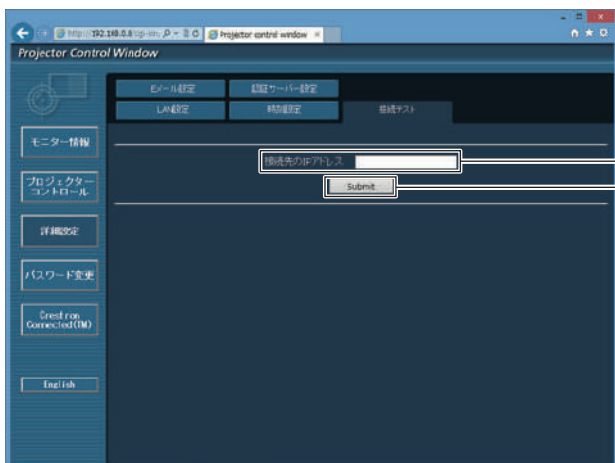 Projector control window
Projector Control Window
Eメール設定
認証サーバー設定
LAN設定
時刻設定
接続テスト
モニター情報
接続先のIPアドレス
プロジェクター
コントロール
Submit
詳細設定
パスワード変更
Crestron
Connected(TM)
English